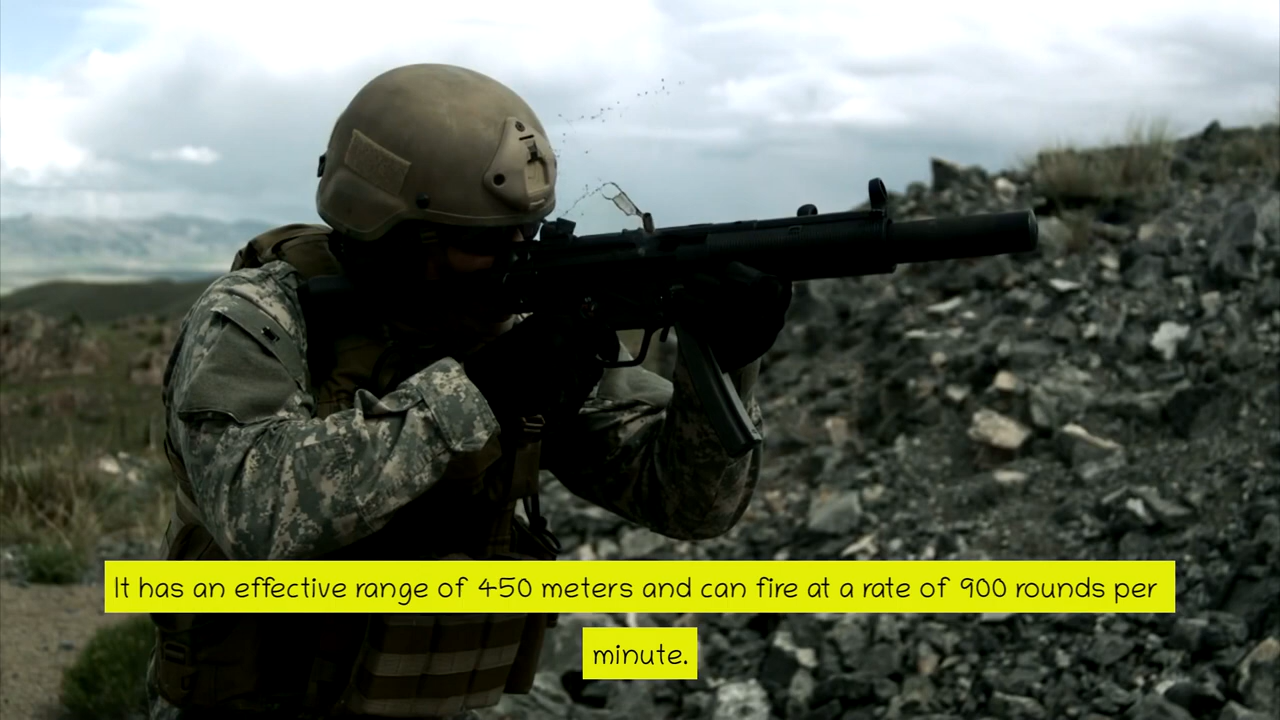 It has an effective range of 450 meters and can fire at a rate of 900 rounds per
minute.